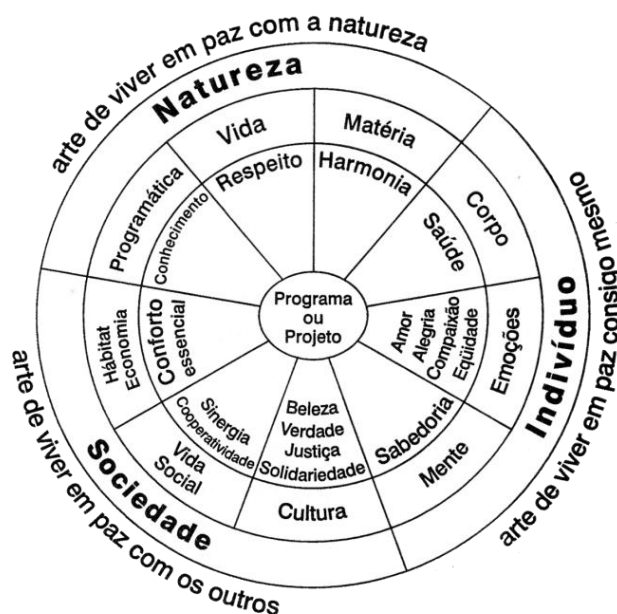 arte de viver em paz com a natureza
Natureza
Programática
Vida
Matéria
Conhecimento
Respeito
Harmonia
arte de viver em paz consigo mesmo
Indivíduo
Corpo
Saúde
Emoções
Amor
Alegria
Compaixão
Eqüidade
Mente
Sabedoria
arte de viver em paz com os outros
Sociedade
Cultura
Beleza
Verdade
Justiça
Solidariedade
Vida
Social
Sinergia
Cooperatividade
Hábitat
Economia
Conforto
essencial
Programa
ou
Projeto